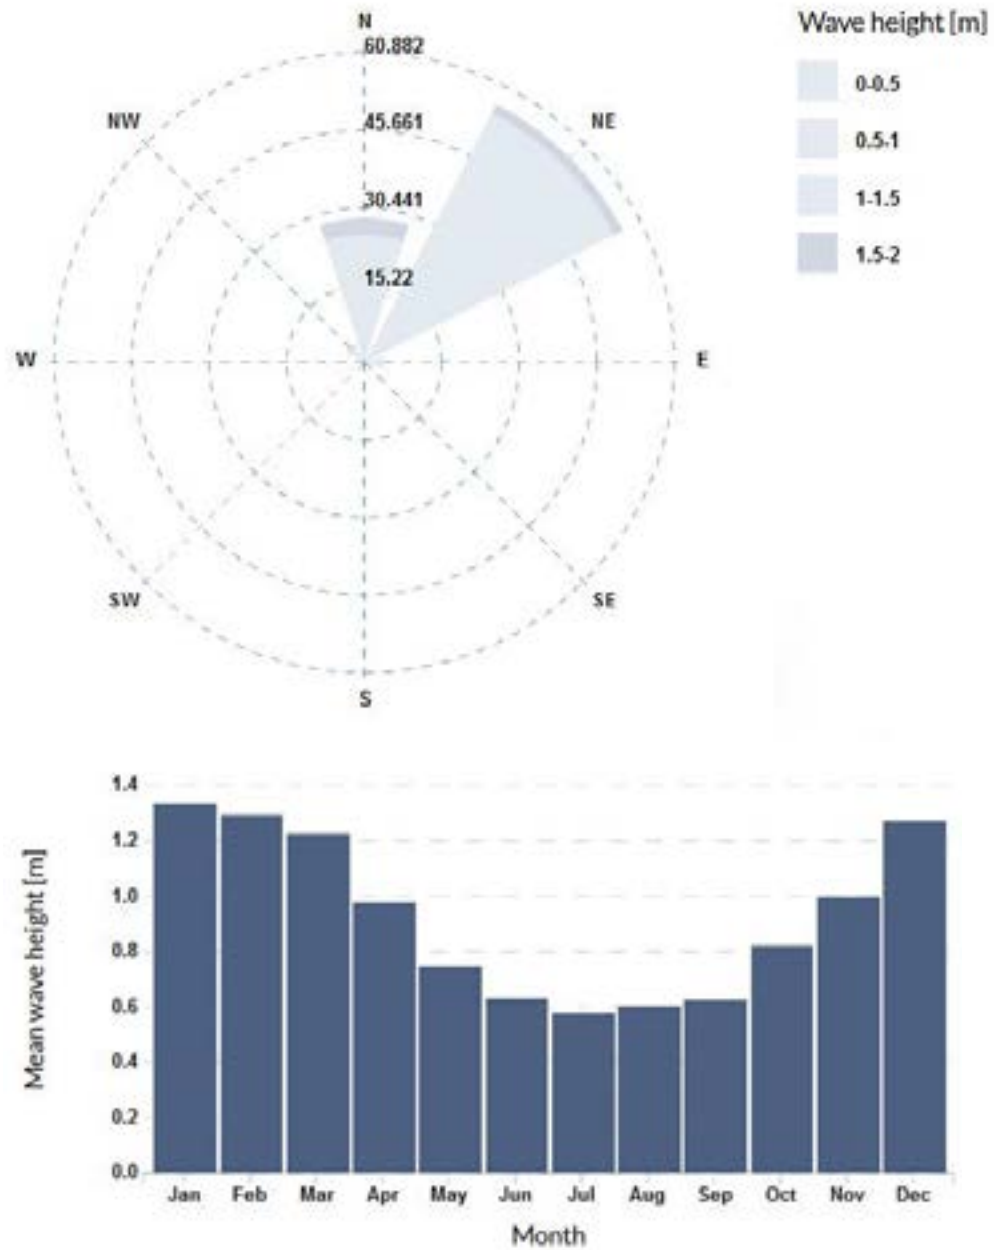 N
60.882
Wave height [m]
0-0.5
NW
45.661
NE
0.5-1
1-1.5
30.441
1.5-2
15.22
W
E
SW
SE
S
1.4
1.2
1.0
0.8
0.6
0.4
0.2
0.0
Mean wave height [m]
Jan Feb Mar Apr May Jun Jul Aug Sep Oct Nov Dec
Month